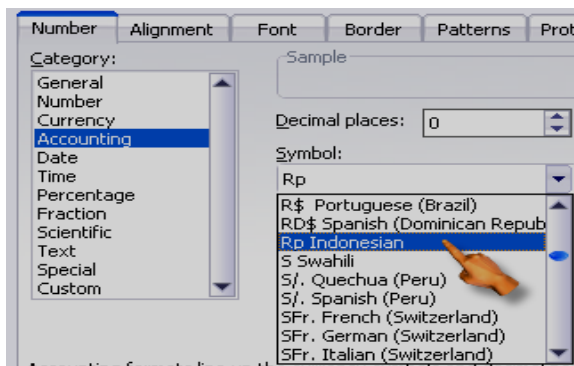 Number Alignment Font Border Patterns Prot
Category:
General
Number
Currency
Accounting
Date
Time
Percentage
Fraction
Scientific
Text
Special
Custom
Sample
Decimal places: 0
Symbol:
Rp
R$ Portuguese (Brazil)
RD$ Spanish (Dominican Repub
Rp Indonesian
S Swahili
S/. Quechua (Peru)
S/. Spanish (Peru)
SFr. French (Switzerland)
SFr. German (Switzerland)
SFr. Italian (Switzerland)